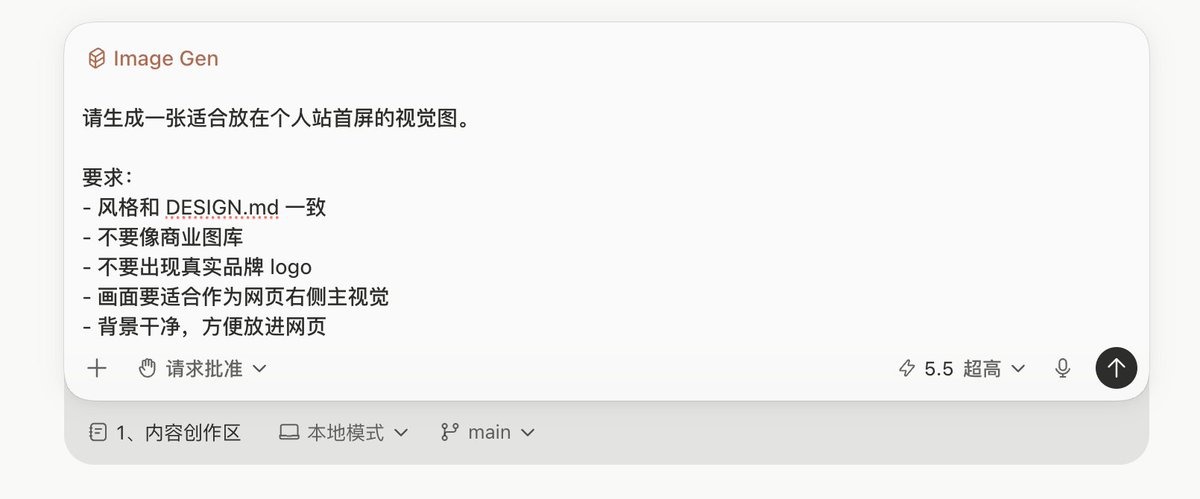 Image Gen
请生成一张适合放在个人站首屏的视觉图。
要求：
- 风格和 DESIGN.md 一致
- 不要像商业图库
- 不要出现真实品牌 logo
- 画面要适合作为网页右侧主视觉
- 背景干净，方便放进网页
请求批准 5.5 超高
1、内容创作区 本地模式 main